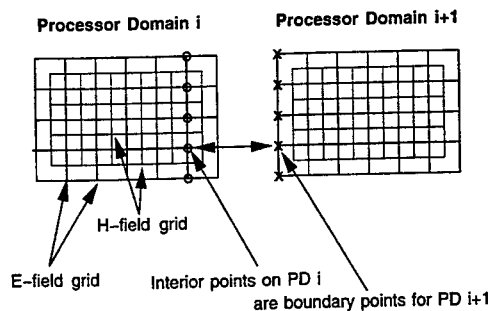 Processor Domain i
Processor Domain i+1
H-field grid
E-field grid
Interior points on PD i
are boundary points for PD i+1